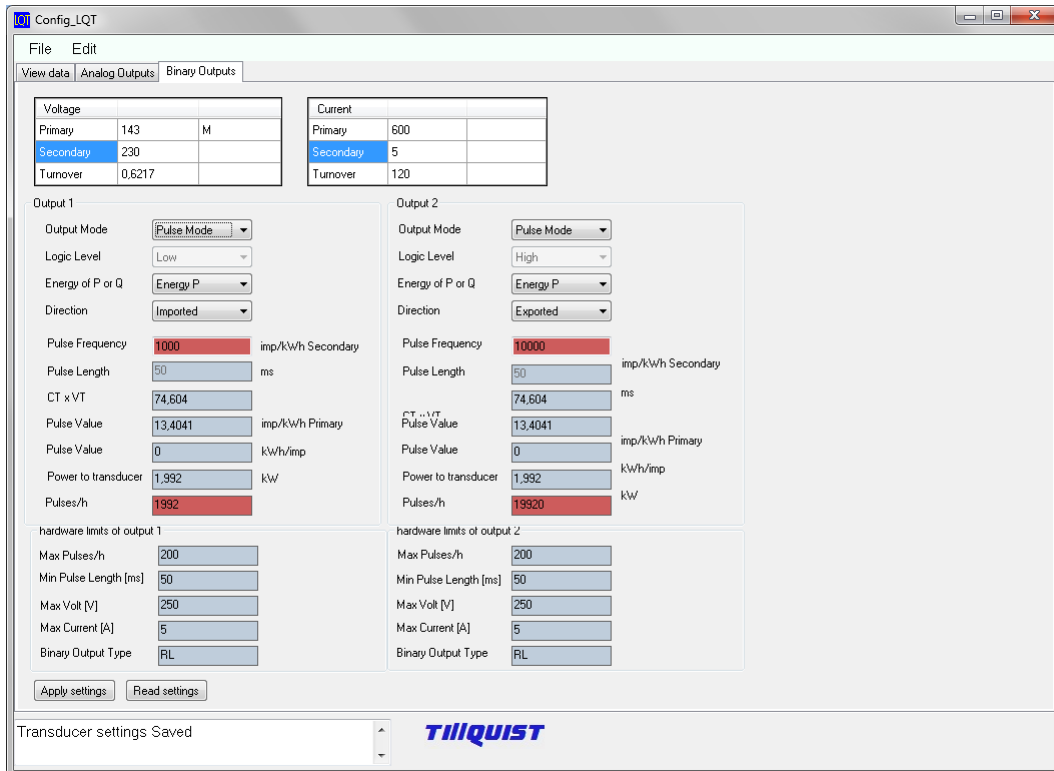 LQT Config_LQT
File Edit
View data Analog Outputs Binary Outputs
Voltage
Primary 143 M
Secondary 230
Turnover 0,6217
Current
Primary 600
Secondary 5
Turnover 120
Output 1
Output Mode Pulse Mode
Logic Level Low
Energy of P or Q Energy P
Direction Imported
Pulse Frequency 1000 imp/kWh Secondary
Pulse Length 50 ms
CT x VT 74,604
Pulse Value 13,4041 imp/kWh Primary
Pulse Value 0 kWh/imp
Power to transducer 1,992 kW
Pulses/h 1992
Output 2
Output Mode Pulse Mode
Logic Level High
Energy of P or Q Energy P
Direction Exported
Pulse Frequency 10000
imp/kWh Secondary
Pulse Length 50
ms
CT x VT 74,604
Pulse Value 13,4041
imp/kWh Primary
Pulse Value 0
kWh/imp
Power to transducer 1,992
kW
Pulses/h 19920
hardware limits of output 1
Max Pulses/h 200
Min Pulse Length [ms] 50
Max Volt [V] 250
Max Current [A] 5
Binary Output Type RL
hardware limits of output 2
Max Pulses/h 200
Min Pulse Length [ms] 50
Max Volt [V] 250
Max Current [A] 5
Binary Output Type RL
Apply settings Read settings
Transducer settings Saved
TIllQUIST